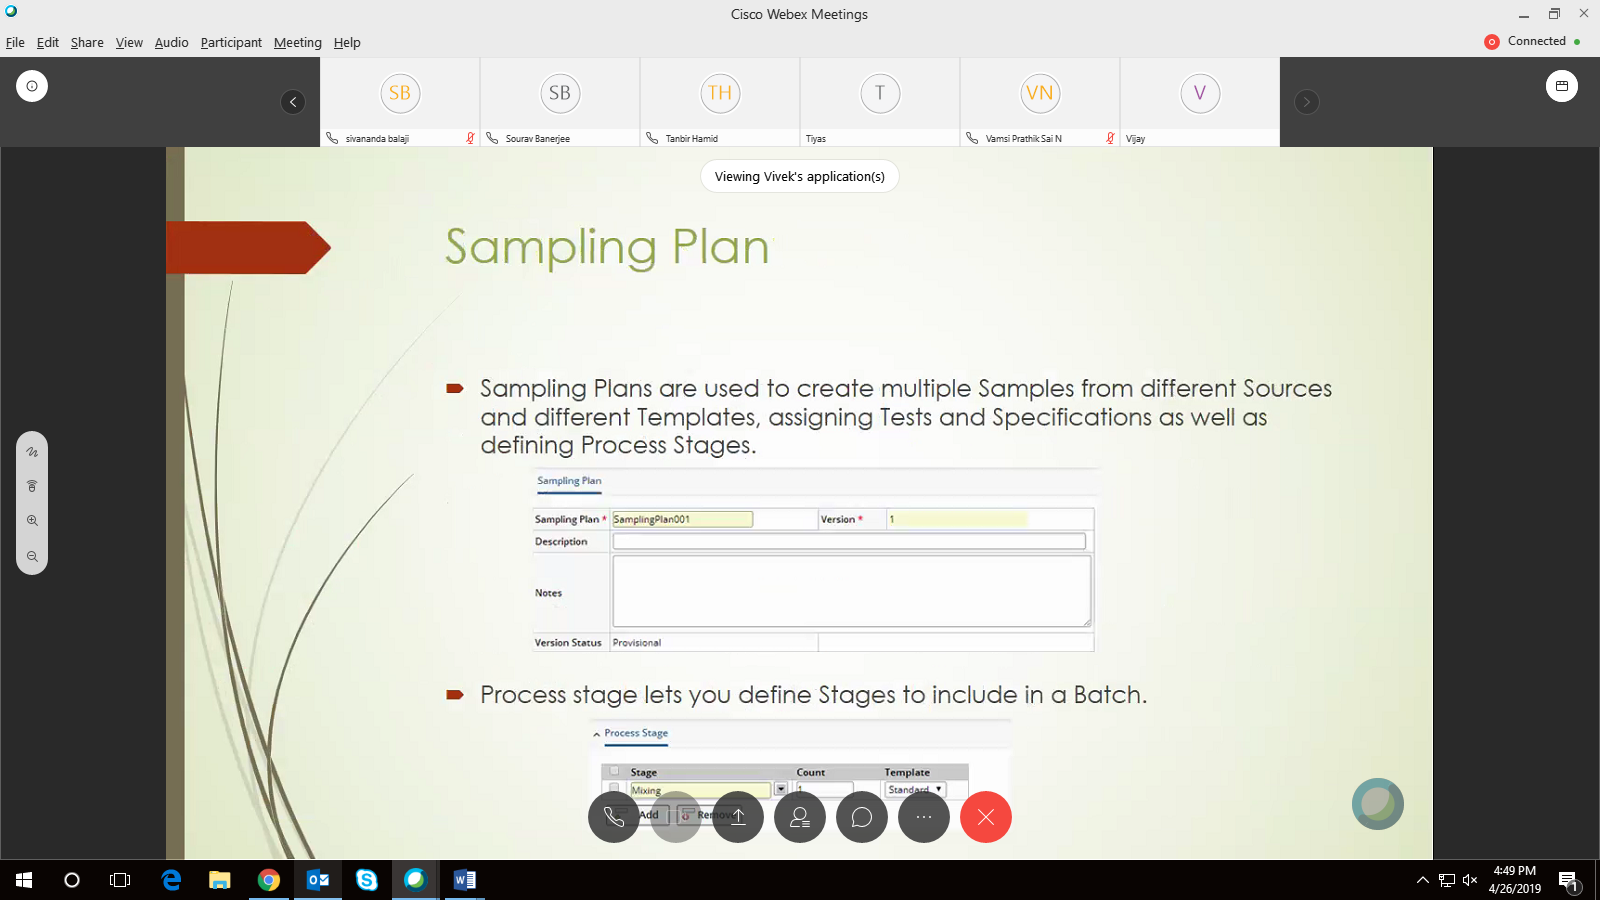 Cisco Webex Meetings
File Edit Share View Audio Participant Meeting Help
Connected
SB SB TH T VN V
sivananda balaji Sourav Banerjee Tanbir Hamid Tiyas Vamsi Prathik Sai N Vijay
Viewing Vivek's application(s)
Sampling Plan
Sampling Plans are used to create multiple Samples from different Sources
and different Templates, assigning Tests and Specifications as well as
defining Process Stages.
Sampling Plan
Sampling Plan * SamplingPlan001 Version * 1
Description
Notes
Version Status Provisional
Process stage lets you define Stages to include in a Batch.
Process Stage
Stage Count Template
Mixing 1 Standard
Add Remove
4:49 PM
4/26/2019
1